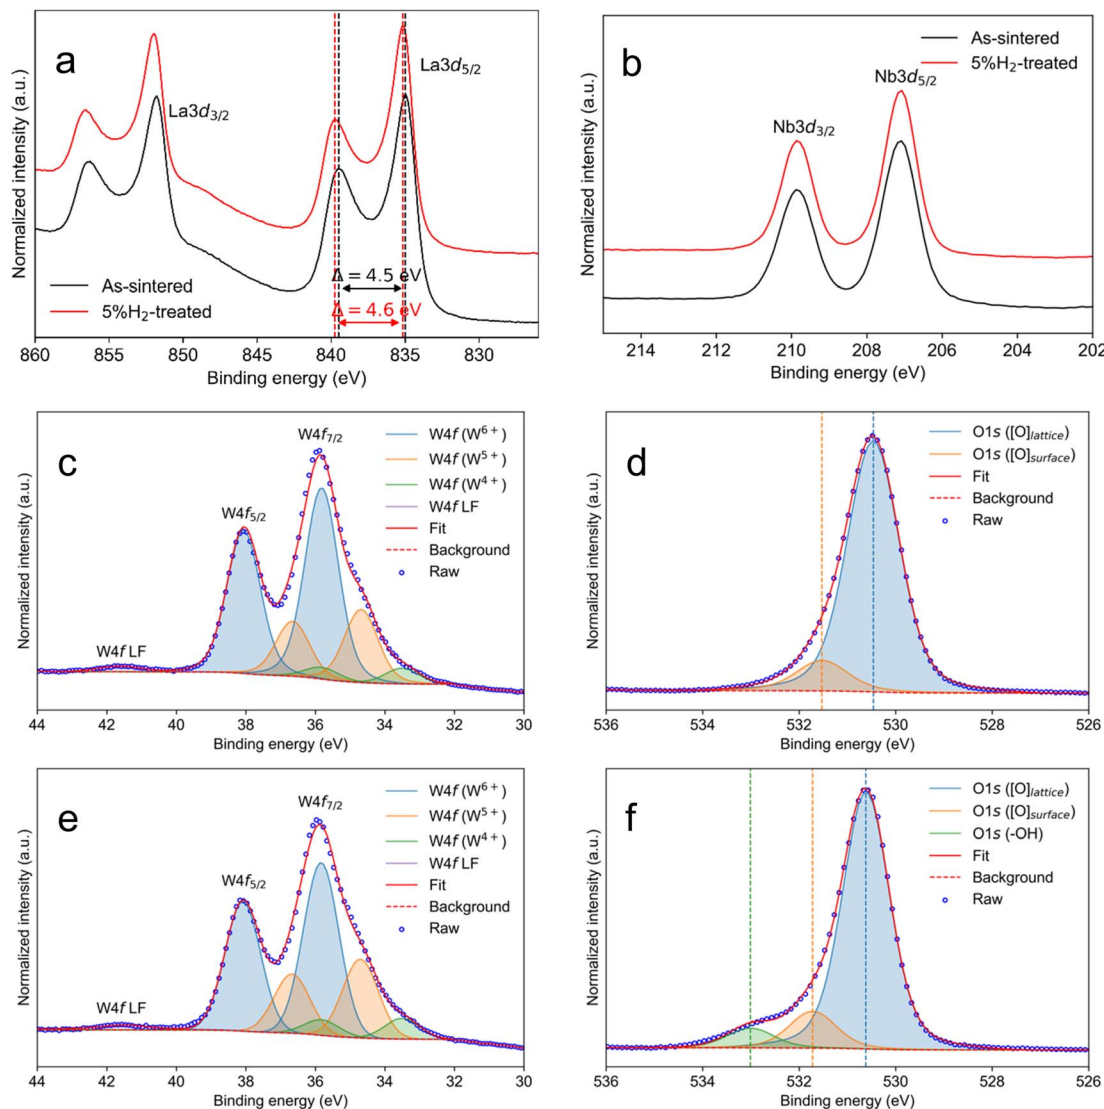 a
La3d3/2
La3d5/2
Δ = 4.5 eV
Δ = 4.6 eV
As-sintered
5%H2-treated
860 855 850 845 840 835 830
Binding energy (eV)
Normalized intensity (a.u.)
b
As-sintered
5%H2-treated
Nb3d5/2
Nb3d3/2
214 212 210 208 206 204 202
Binding energy (eV)
Normalized intensity (a.u.)
c
W4f7/2
W4f5/2
W4f LF
W4f (W6+)
W4f (W5+)
W4f (W4+)
W4f LF
Fit
Background
Raw
44 42 40 38 36 34 32 30
Binding energy (eV)
Normalized intensity (a.u.)
d
O1s ([O]lattice)
O1s ([O]surface)
Fit
Background
Raw
536 534 532 530 528 526
Binding energy (eV)
Normalized intensity (a.u.)
e
W4f7/2
W4f5/2
W4f LF
W4f (W6+)
W4f (W5+)
W4f (W4+)
W4f LF
Fit
Background
Raw
44 42 40 38 36 34 32 30
Binding energy (eV)
Normalized intensity (a.u.)
f
O1s ([O]lattice)
O1s ([O]surface)
O1s (-OH)
Fit
Background
Raw
536 534 532 530 528 526
Binding energy (eV)
Normalized intensity (a.u.)